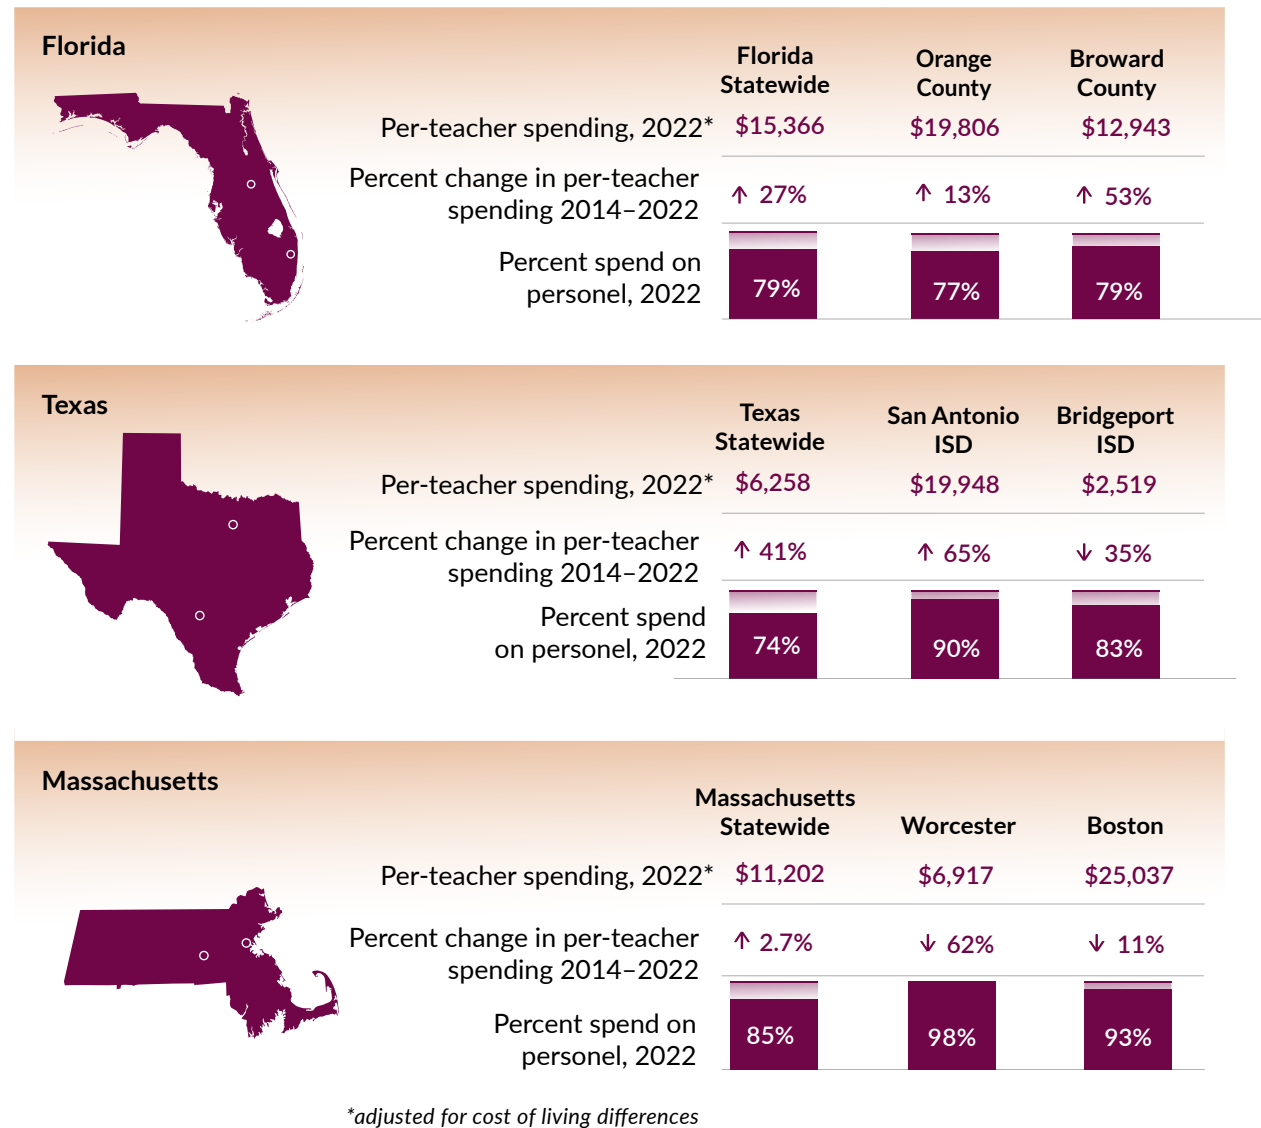 Florida
Florida
Statewide
Orange
County
Broward
County
Per-teacher spending, 2022* $15,366 $19,806 $12,943
Percent change in per-teacher
spending 2014–2022
↑ 27% ↑ 13% ↑ 53%
Percent spend on
personel, 2022
79% 77% 79%
Texas
Texas
Statewide
San Antonio
ISD
Bridgeport
ISD
Per-teacher spending, 2022* $6,258 $19,948 $2,519
Percent change in per-teacher
spending 2014–2022
↑ 41% ↑ 65% ↓ 35%
Percent spend
on personel, 2022
74% 90% 83%
Massachusetts
Massachusetts
Statewide
Worcester
Boston
Per-teacher spending, 2022* $11,202 $6,917 $25,037
Percent change in per-teacher
spending 2014–2022
↑ 2.7% ↓ 62% ↓ 11%
Percent spend on
personel, 2022
85% 98% 93%
*adjusted for cost of living differences